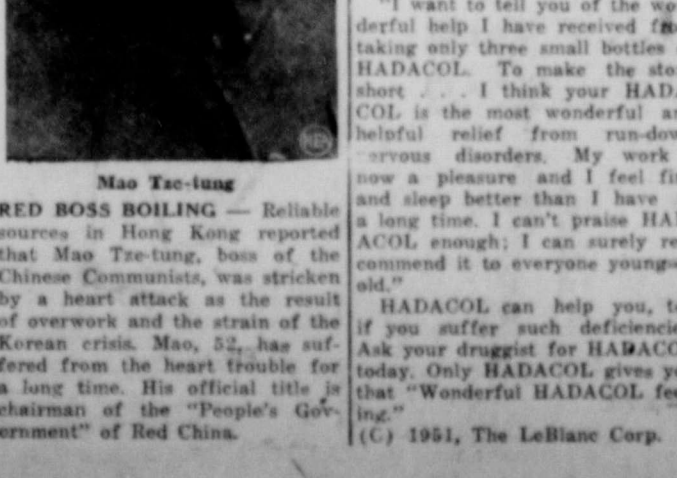 Mao Tze-tung
RED BOSS BOILING — Reliable
sources in Hong Kong reported
that Mao Tze-tung, boss of the
Chinese Communists, was stricken
by a heart attack as the result
of overwork and the strain of the
Korean crisis. Mao, 52, has suf-
fered from the heart trouble for
a long time. His official title is
chairman of the "People's Gov-
ernment" of Red China.
"I want to tell you of the
derful help I have received
taking only three small bottles
HADACOL. To make the
short . . . I think your HAD
COL is the most wonderful
helpful relief from
disorders. My work
now a pleasure and I feel
and sleep better than I have
a long time. I can't praise
ACOL enough; I can surely re
commend it to everyone
old."
HADACOL can help you,
if you suffer such
Ask your druggist for
today. Only HADACOL gives
that "Wonderful HADACOL
ing."
(C) 1951, The LeBlanc Corp.